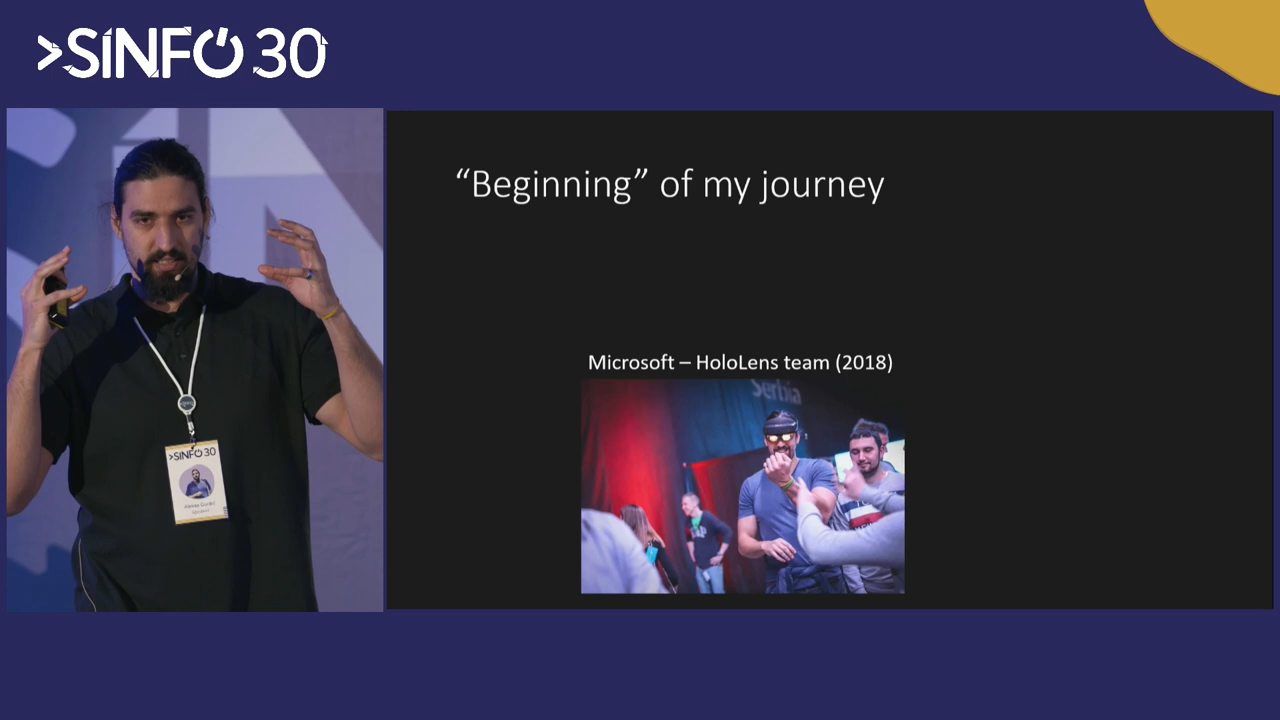 >SINFO 30
“Beginning” of my journey
Microsoft – HoloLens team (2018)
Serbia
>SINFO 30